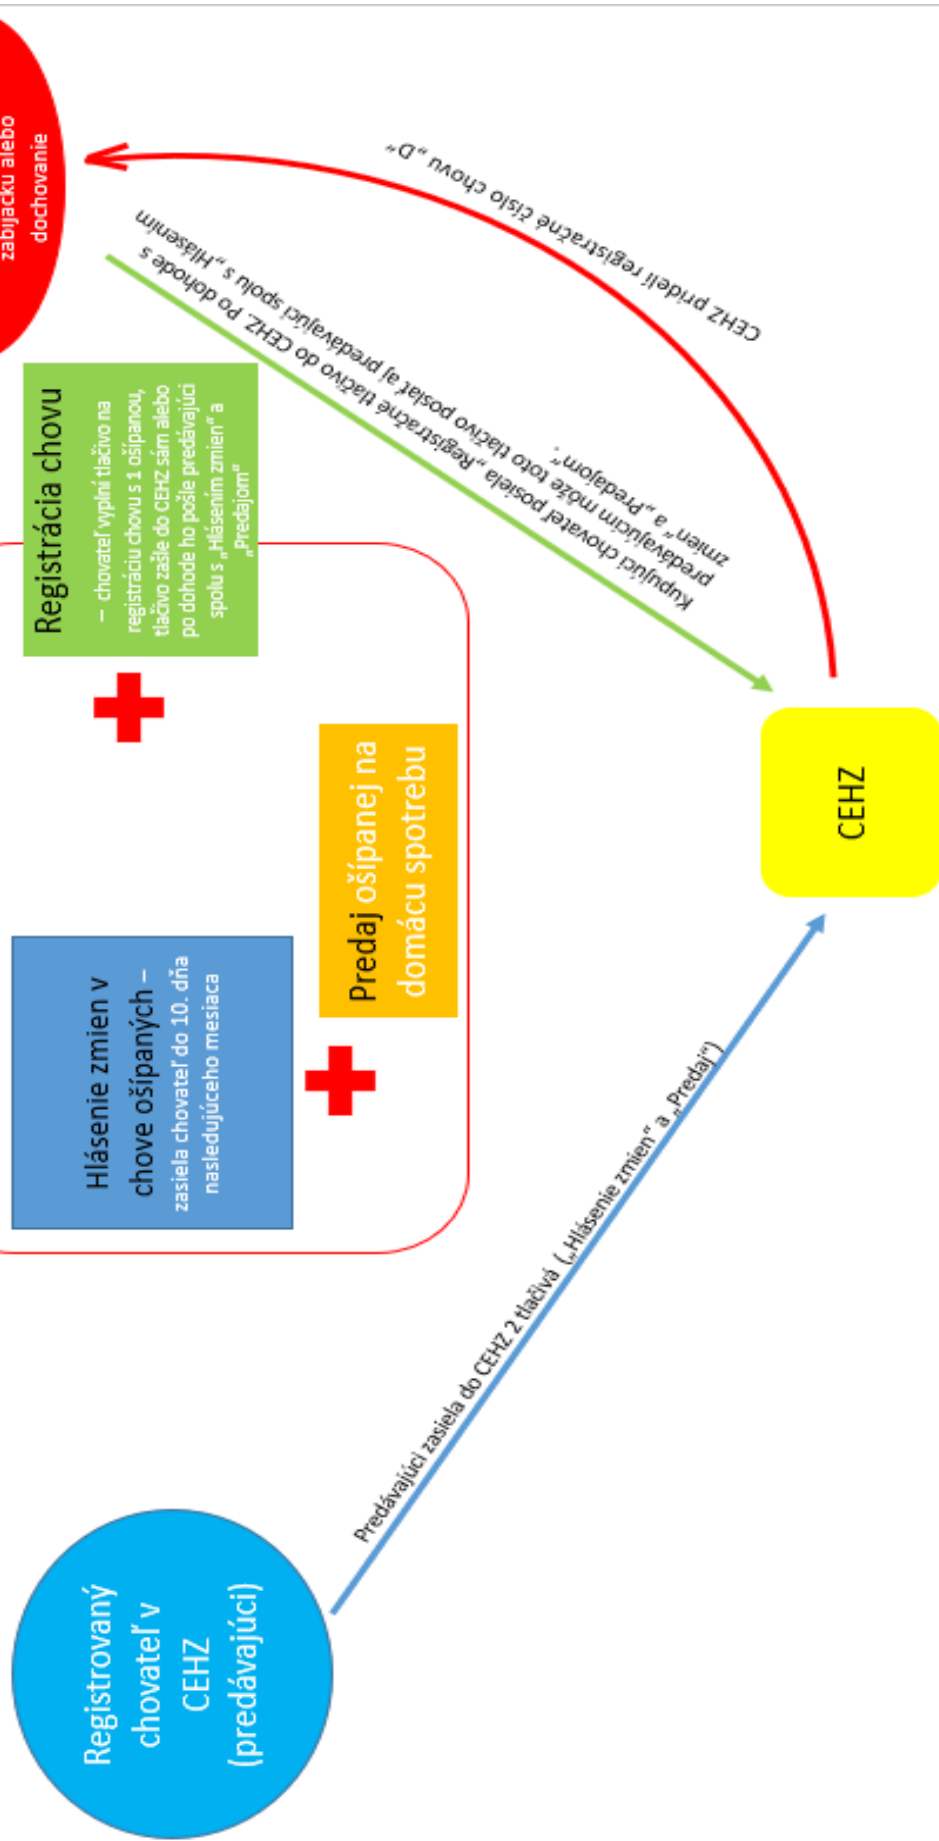 Registrovaný
chovateľ v
CEHZ
(predávajúci)
Hlásenie zmien v
chove ošípaných –
zasiela chovateľ do 10. dňa
nasledujúceho mesiaca
Predaj ošípanej na
domácu spotrebu
Registrácia chovu
– chovateľ vyplní tlačivo na
registráciu chovu s 1 ošípanou,
tlačivo zašle do CEHZ sám alebo
po dohode ho pošle predávajúci
spolu s „Hlásením zmien“ a
„Predajom“
zabíjačku alebo
dochovanie
Predávajúci zasiela do CEHZ 2 tlačivá („Hlásenie zmien“ a „Predaj“)
Kupujúci chovateľ posiela „Registračné tlačivo do CEHZ. Po dohode s
predávajúcim môže toto tlačivo poslať aj predávajúci spolu s „Hlásením
zmien“ a „Predajom“.
CEHZ pridelí registračné číslo chovu „D“
CEHZ